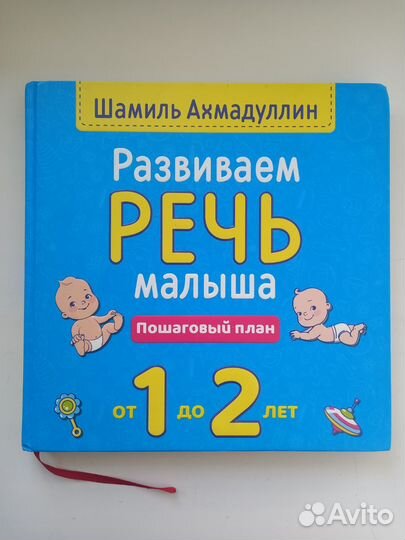 Шамиль Ахмадуллин
Развиваем
РЕЧЬ
малыша
Пошаговый план
от 1 до 2 лет
Avito